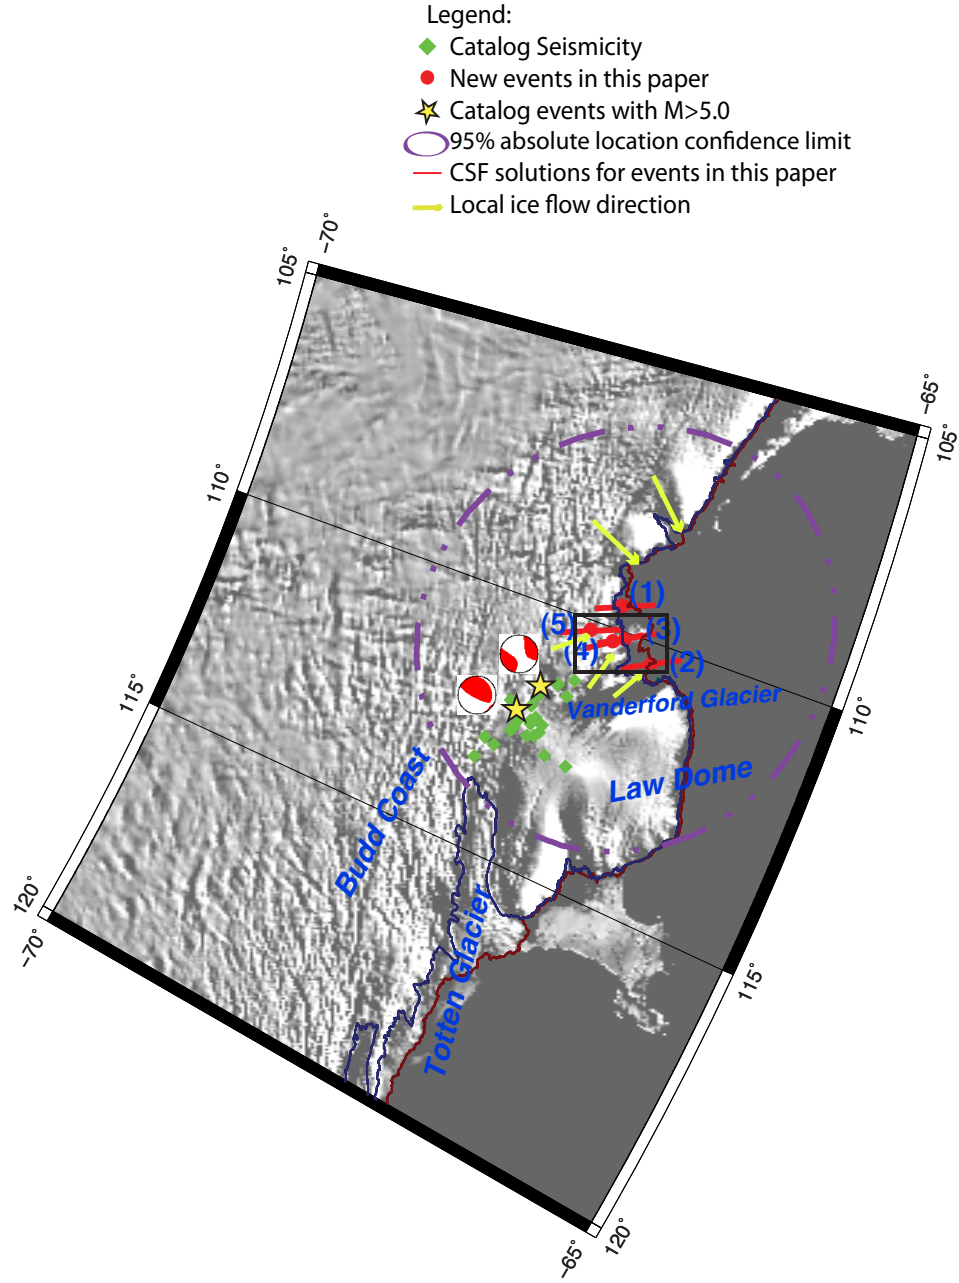 Legend:
Catalog Seismicity
New events in this paper
Catalog events with M>5.0
95% absolute location confidence limit
CSF solutions for events in this paper
Local ice flow direction
−70˚
105˚
−65˚
105˚
110˚
(1)
(5)
(3)
(4)
(2)
115˚
Vanderford Glacier
110˚
Law Dome
Budd Coast
120˚
−70˚
Totten Glacier
115˚
120˚
−65˚